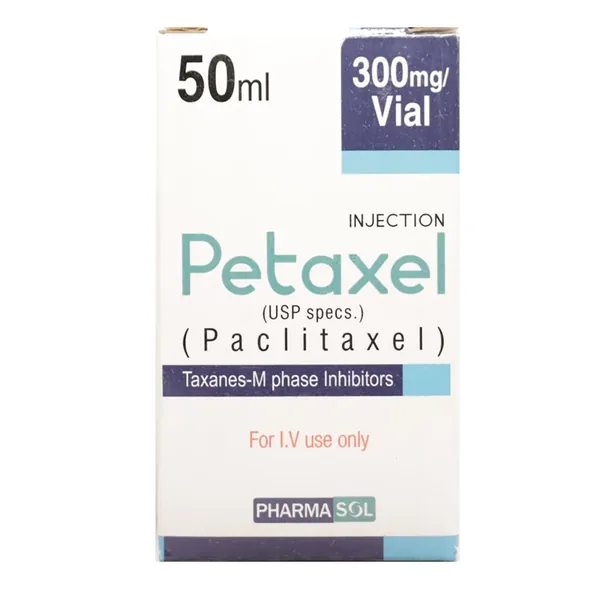 50ml
300mg/
Vial
INJECTION
Petaxel
(USP specs.)
(Paclitaxel)
Taxanes-M phase Inhibitors
For I.V use only
PHARMA SOL